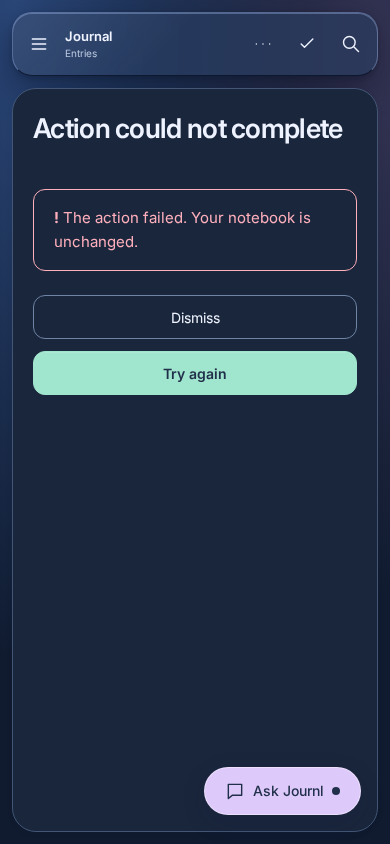 Journal
Entries
Action could not complete
! The action failed. Your notebook is
unchanged.
Dismiss
Try again
Ask Journl